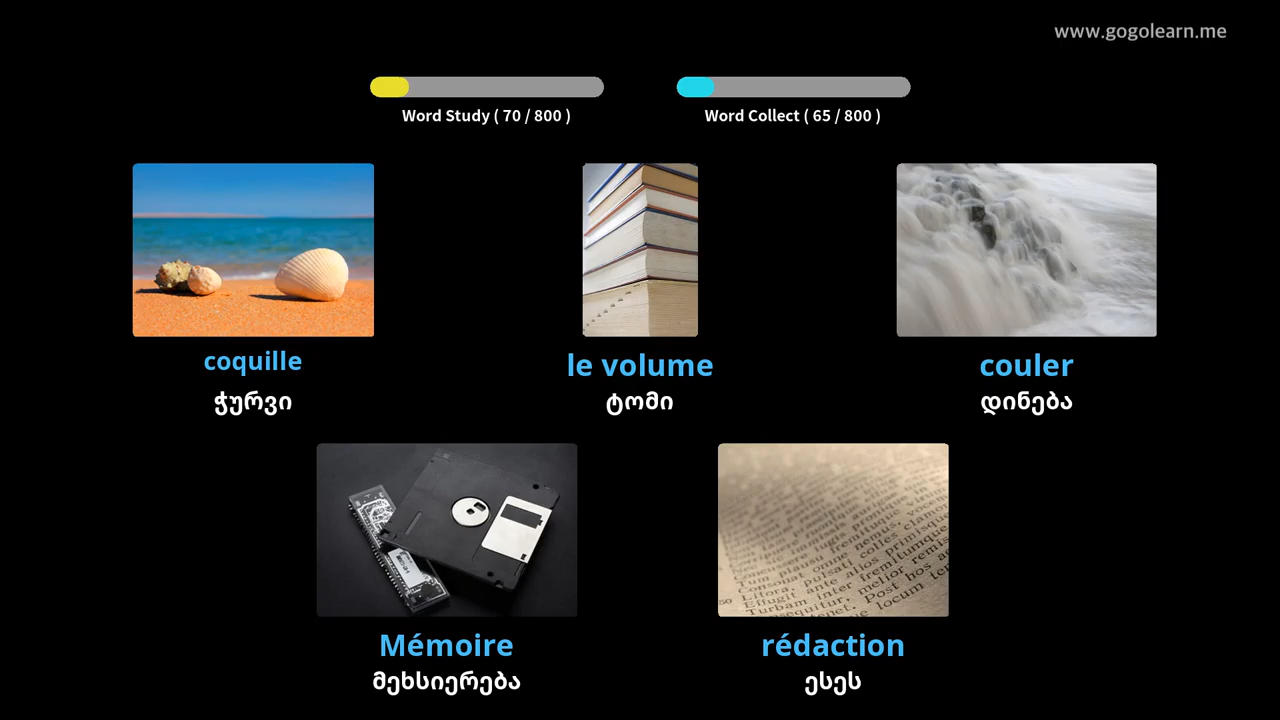 www.gogolearn.me
Word Study ( 70 / 800 )
Word Collect ( 65 / 800 )
coquille
ჭურვი
le volume
ტომი
couler
დინება
Mémoire
მეხსიერება
rédaction
ესეს